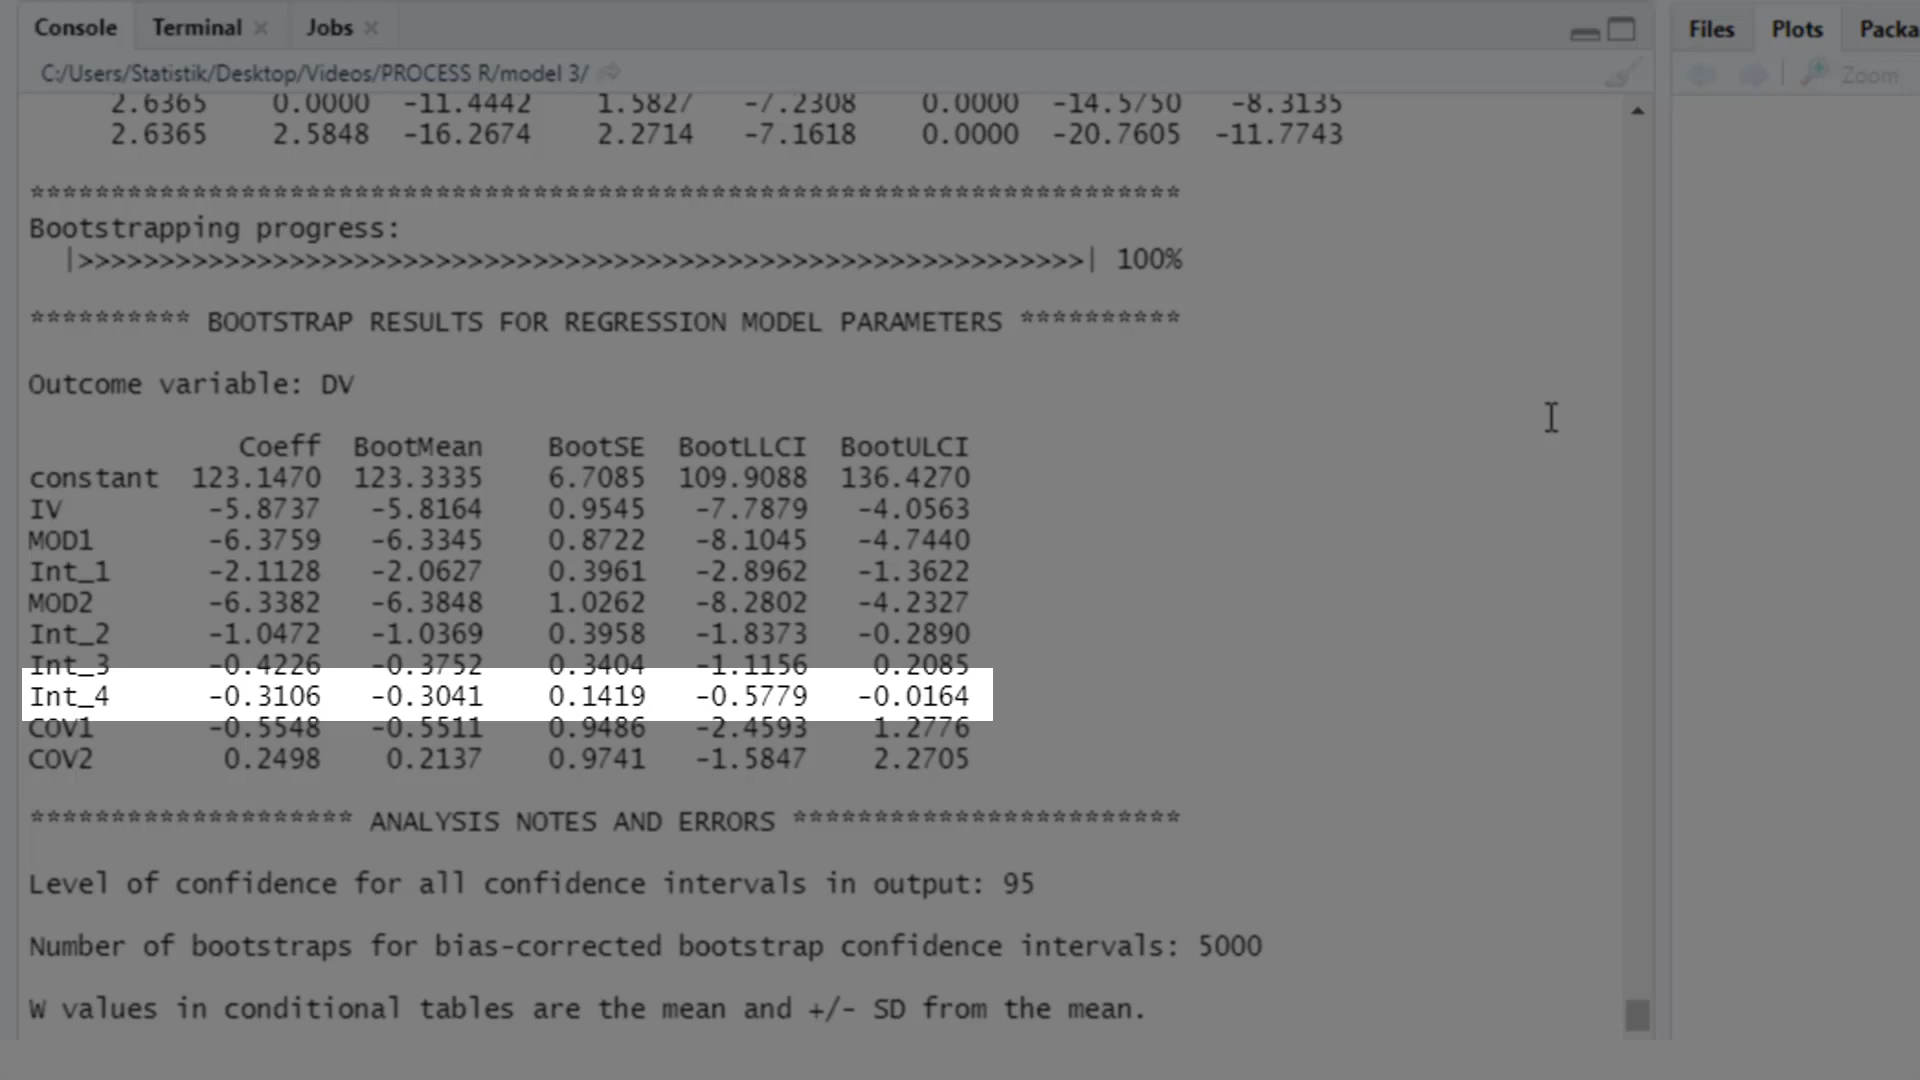 Console Terminal Jobs
Files Plots Packa
C:/Users/Statistik/Desktop/Videos/PROCESS R/model 3/
Zoom
2.6365 0.0000 -11.4442 1.5827 -7.2308 0.0000 -14.5750 -8.3135
2.6365 2.5848 -16.2674 2.2714 -7.1618 0.0000 -20.7605 -11.7743
***********************************************************************
Bootstrapping progress:
|>>>>>>>>>>>>>>>>>>>>>>>>>>>>>>>>>>>>>>>>>>>>>>>>>>>>>>>>>>>>>>| 100%
********** BOOTSTRAP RESULTS FOR REGRESSION MODEL PARAMETERS **********
Outcome variable: DV
Coeff BootMean BootSE BootLLCI BootULCI
constant 123.1470 123.3335 6.7085 109.9088 136.4270
IV -5.8737 -5.8164 0.9545 -7.7879 -4.0563
MOD1 -6.3759 -6.3345 0.8722 -8.1045 -4.7440
Int_1 -2.1128 -2.0627 0.3961 -2.8962 -1.3622
MOD2 -6.3382 -6.3848 1.0262 -8.2802 -4.2327
Int_2 -1.0472 -1.0369 0.3958 -1.8373 -0.2890
Int_3 -0.4226 -0.3752 0.3404 -1.1156 0.2085
Int_4 -0.3106 -0.3041 0.1419 -0.5779 -0.0164
COV1 -0.5548 -0.5511 0.9486 -2.4593 1.2776
COV2 0.2498 0.2137 0.9741 -1.5847 2.2705
******************** ANALYSIS NOTES AND ERRORS ************************
Level of confidence for all confidence intervals in output: 95
Number of bootstraps for bias-corrected bootstrap confidence intervals: 5000
W values in conditional tables are the mean and +/- SD from the mean.